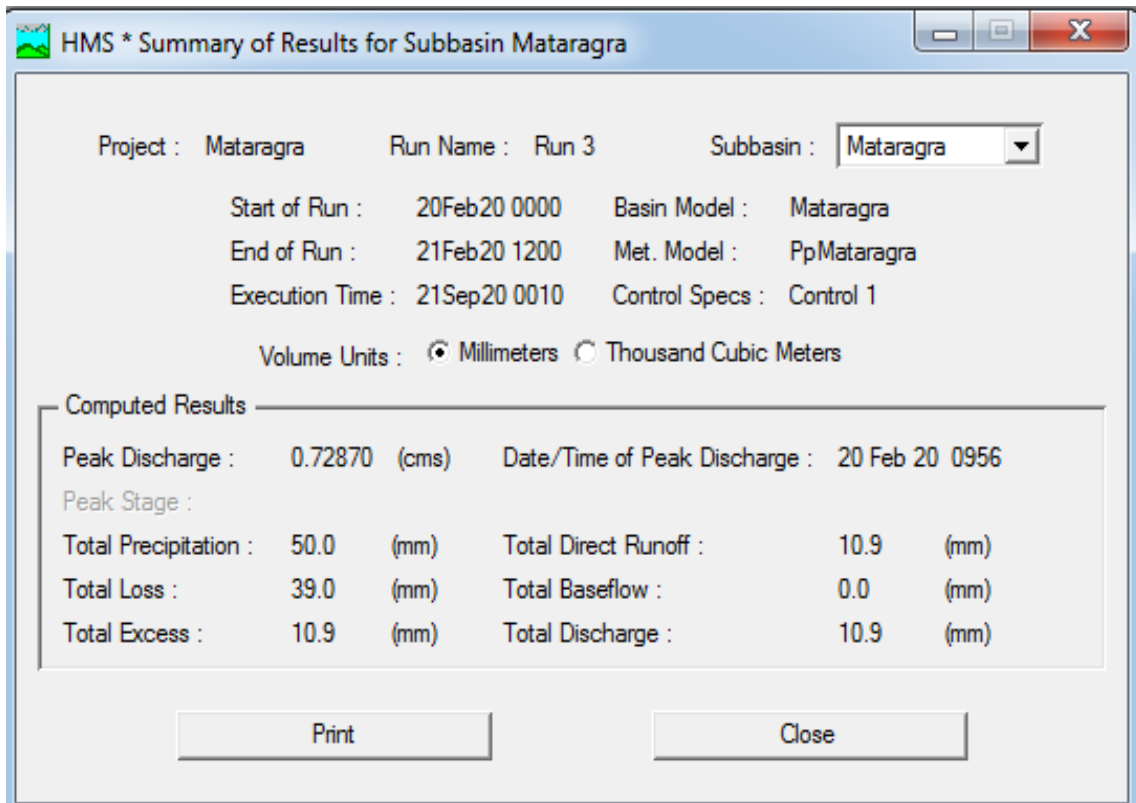 HMS * Summary of Results for Subbasin Mataragra
Project : Mataragra Run Name : Run 3 Subbasin : Mataragra
Start of Run : 20Feb20 0000 Basin Model : Mataragra
End of Run : 21Feb20 1200 Met. Model : PpMataragra
Execution Time : 21Sep20 0010 Control Specs : Control 1
Volume Units : Millimeters Thousand Cubic Meters
Computed Results
Peak Discharge : 0.72870 (cms) Date/Time of Peak Discharge : 20 Feb 20 0956
Peak Stage :
Total Precipitation : 50.0 (mm) Total Direct Runoff : 10.9 (mm)
Total Loss : 39.0 (mm) Total Baseflow : 0.0 (mm)
Total Excess : 10.9 (mm) Total Discharge : 10.9 (mm)
Print Close